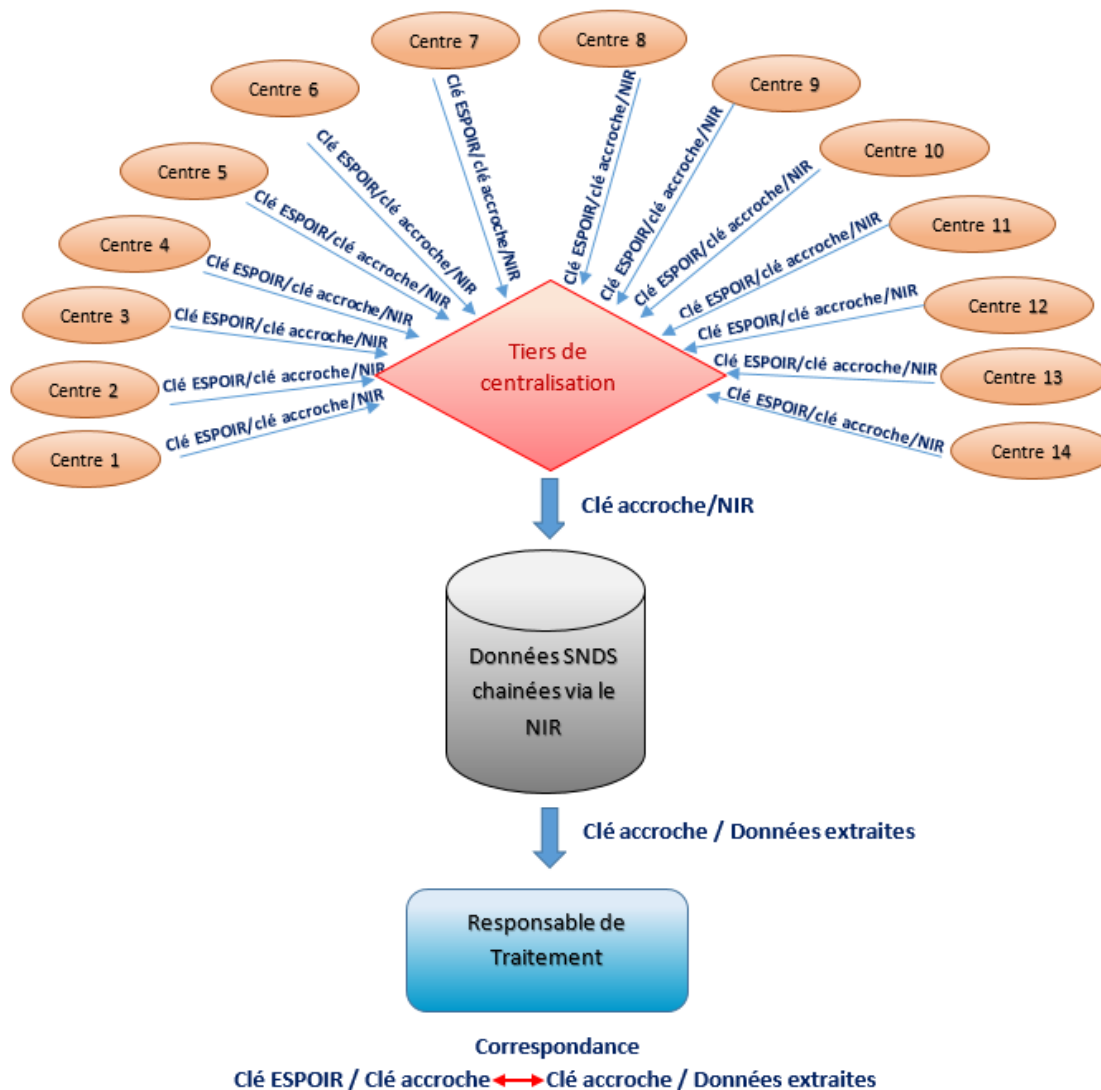 Centre 7
Centre 8
Centre 6
Centre 9
Centre 5
Centre 10
Centre 4
Centre 11
Centre 3
Centre 12
Centre 2
Centre 13
Centre 1
Centre 14
Clé ESPOIR/clé accroche/NIR
Clé ESPOIR/clé accroche/NIR
Clé ESPOIR/clé accroche/NIR
Clé ESPOIR/clé accroche/NIR
Clé ESPOIR/clé accroche/NIR
Clé ESPOIR/clé accroche/NIR
Clé ESPOIR/clé accroche/NIR
Clé ESPOIR/clé accroche/NIR
Clé ESPOIR/clé accroche/NIR
Clé ESPOIR/clé accroche/NIR
Clé ESPOIR/clé accroche/NIR
Clé ESPOIR/clé accroche/NIR
Clé ESPOIR/clé accroche/NIR
Clé ESPOIR/clé accroche/NIR
Tiers de
centralisation
Clé accroche/NIR
Données SNDS
chainées via le
NIR
Clé accroche / Données extraites
Responsable de
Traitement
Correspondance
Clé ESPOIR / Clé accroche Clé accroche / Données extraites